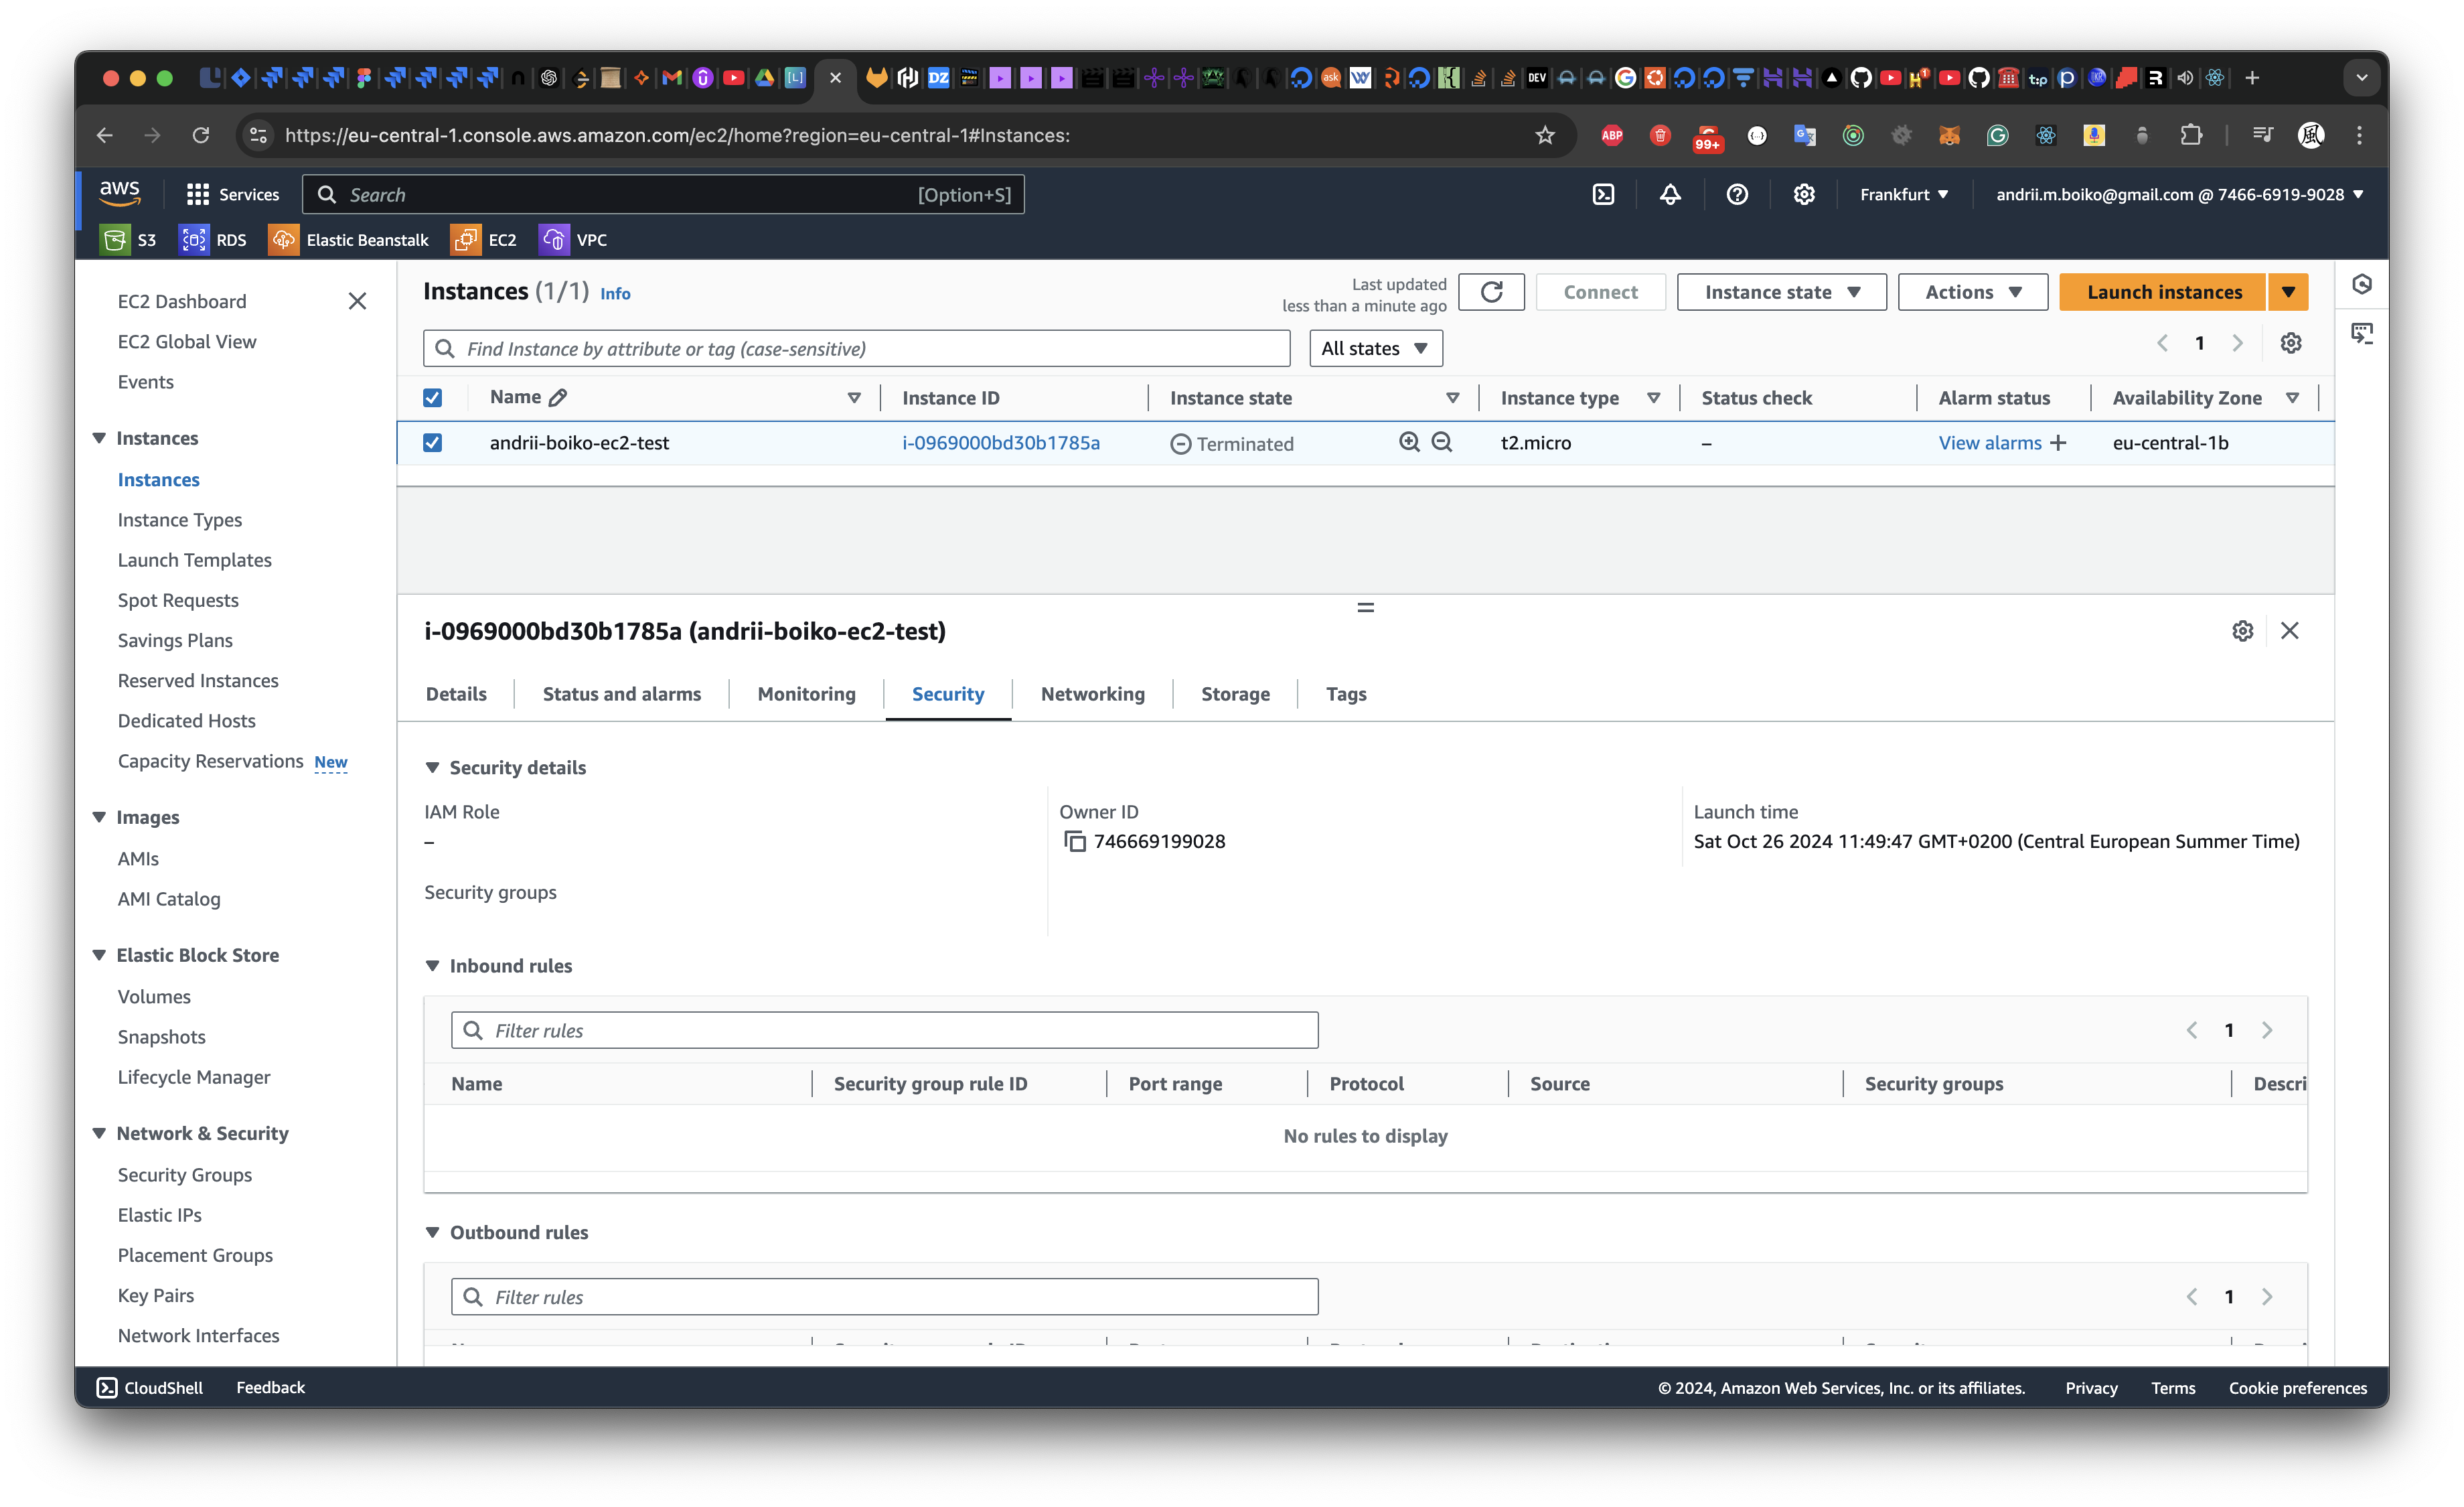 https://eu-central-1.console.aws.amazon.com/ec2/home?region=eu-central-1#Instances:
ABP
99+
aws
Services
Search
[Option+S]
Frankfurt
andrii.m.boiko@gmail.com @ 7466-6919-9028
S3
RDS
Elastic Beanstalk
EC2
VPC
EC2 Dashboard
EC2 Global View
Events
Instances
Instances
Instance Types
Launch Templates
Spot Requests
Savings Plans
Reserved Instances
Dedicated Hosts
Capacity Reservations New
Images
AMIs
AMI Catalog
Elastic Block Store
Volumes
Snapshots
Lifecycle Manager
Network & Security
Security Groups
Elastic IPs
Placement Groups
Key Pairs
Network Interfaces
Instances (1/1) Info
Last updated
less than a minute ago
Connect
Instance state
Actions
Launch instances
Find Instance by attribute or tag (case-sensitive)
All states
1
Name Instance ID Instance state Instance type Status check Alarm status Availability Zone
andrii-boiko-ec2-test i-0969000bd30b1785a Terminated t2.micro – View alarms + eu-central-1b
i-0969000bd30b1785a (andrii-boiko-ec2-test)
Details Status and alarms Monitoring Security Networking Storage Tags
Security details
IAM Role
–
Owner ID
746669199028
Launch time
Sat Oct 26 2024 11:49:47 GMT+0200 (Central European Summer Time)
Security groups
Inbound rules
Filter rules
1
Name Security group rule ID Port range Protocol Source Security groups Descri
No rules to display
Outbound rules
Filter rules
1
CloudShell
Feedback
© 2024, Amazon Web Services, Inc. or its affiliates.
Privacy
Terms
Cookie preferences